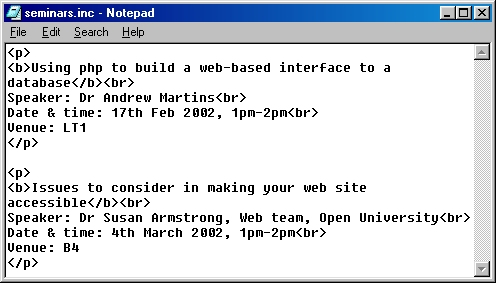 seminars.inc - Notepad
File Edit Search Help
<p>
<b>Using php to build a web-based interface to a
database</b><br>
Speaker: Dr Andrew Martins<br>
Date & time: 17th Feb 2002, 1pm-2pm<br>
Venue: LT1
</p>
<p>
<b>Issues to consider in making your web site
accessible</b><br>
Speaker: Dr Susan Armstrong, Web team, Open University<br>
Date & time: 4th March 2002, 1pm-2pm<br>
Venue: B4
</p>